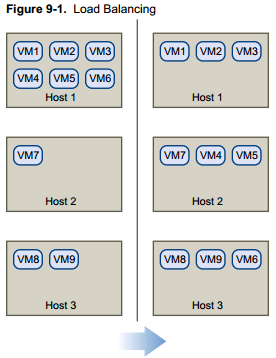 Figure 9-1. Load Balancing
VM1 VM2 VM3
VM4 VM5 VM6
Host 1
VM7
Host 2
VM8 VM9
Host 3
VM1 VM2 VM3
Host 1
VM7 VM4 VM5
Host 2
VM8 VM9 VM6
Host 3